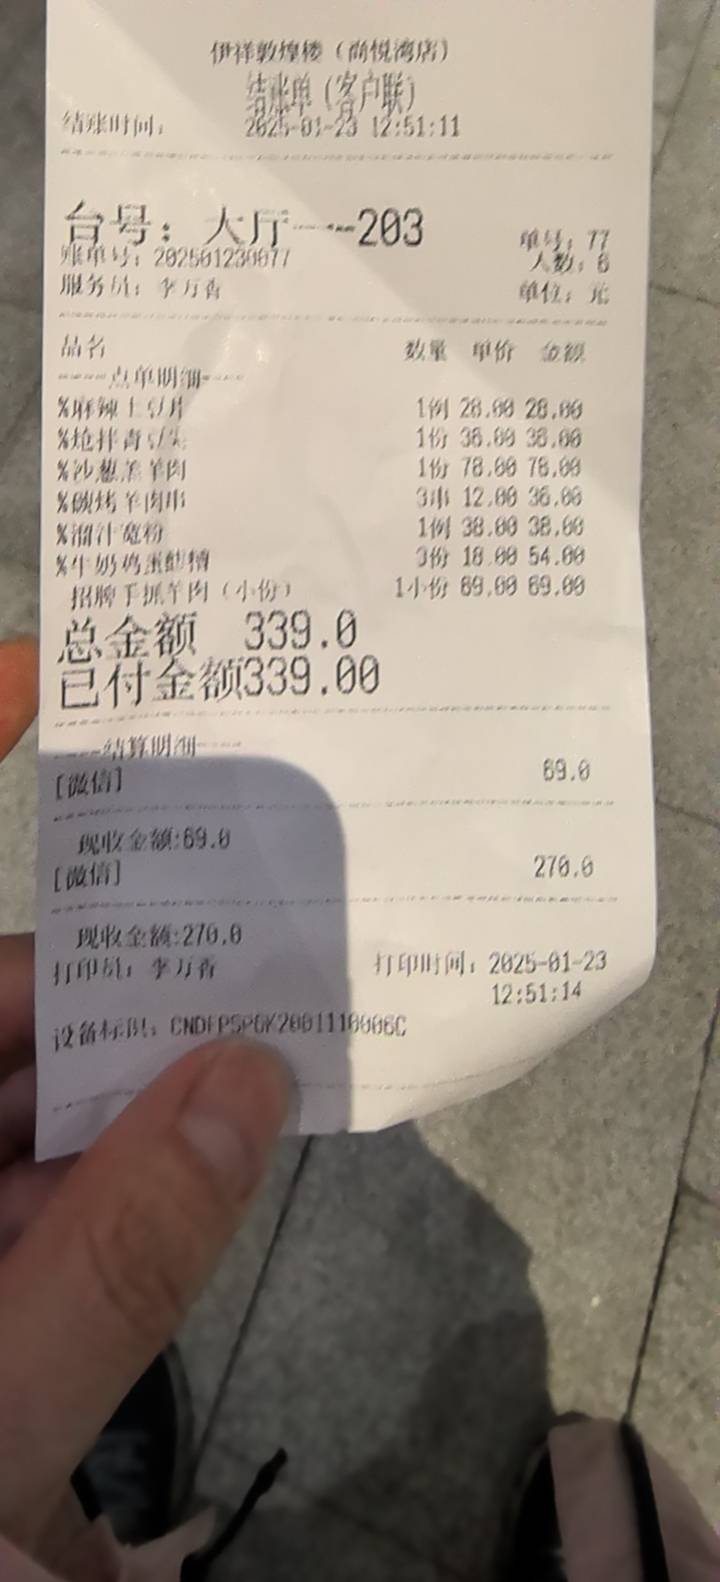 伊祥敦煌楼（尚悦湾店）
结账单（客户联）
结账时间： 2025-01-23 12:51:11
台号：大厅---203
单号：77
账单号：202501230077
人数：6
服务员：李万香 单位：元
品名 数量 单价 金额
----点单明细----
%麻辣土豆片 1例 28.00 28.00
%炝拌青豆尖 1份 36.00 36.00
%沙葱羔羊肉 1份 78.00 78.00
%碳烤羊肉串 3串 12.00 36.00
%溜汁宽粉 1例 38.00 38.00
%牛奶鸡蛋醪糟 3份 18.00 54.00
招牌手抓羊肉（小份） 1小份 69.00 69.00
总金额 339.0
已付金额339.00
----结算明细----
[微信] 69.0
现收金额:69.0
[微信] 270.0
现收金额:270.0
打印员：李万香 打印时间：2025-01-23
12:51:14
设备标识：